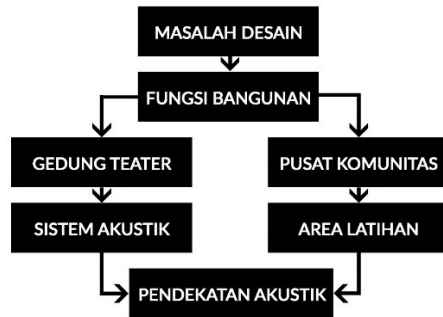 MASALAH DESAIN
FUNGSI BANGUNAN
GEDUNG TEATER
PUSAT KOMUNITAS
SISTEM AKUSTIK
AREA LATIHAN
PENDEKATAN AKUSTIK